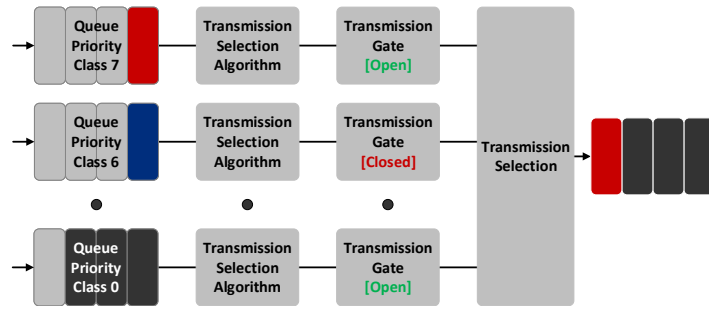 Queue
Priority
Class 7
Transmission
Selection
Algorithm
Transmission
Gate
[Open]
Queue
Priority
Class 6
Transmission
Selection
Algorithm
Transmission
Gate
[Closed]
Transmission
Selection
Queue
Priority
Class 0
Transmission
Selection
Algorithm
Transmission
Gate
[Open]